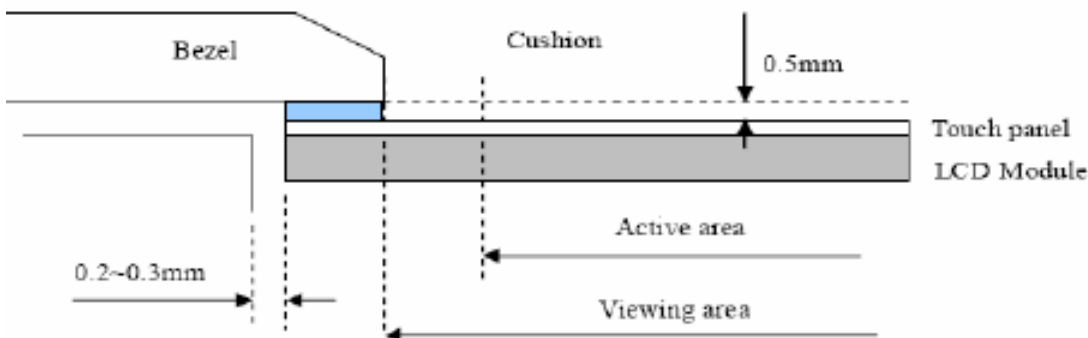 Bezel
Cushion
0.5mm
Touch panel
LCD Module
Active area
0.2~0.3mm
Viewing area